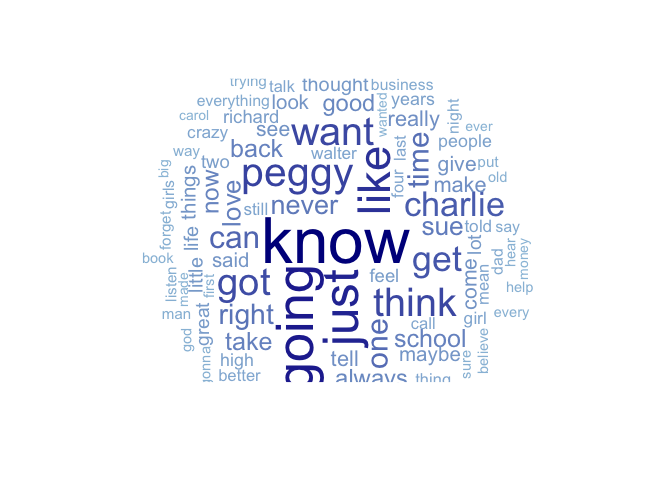 trying talk thought business
everything look good wanted years
carol richard really night ever
crazy see want last people
way two back walter time
big peggy like four give put
girls things now love still never make old
forget charlie
life can know sue told say
book little said get lot hear dad
listen made first got going just feel think come mean money
man great right one call girl help every
god take school
gonna high tell maybe sure believe
better always thing